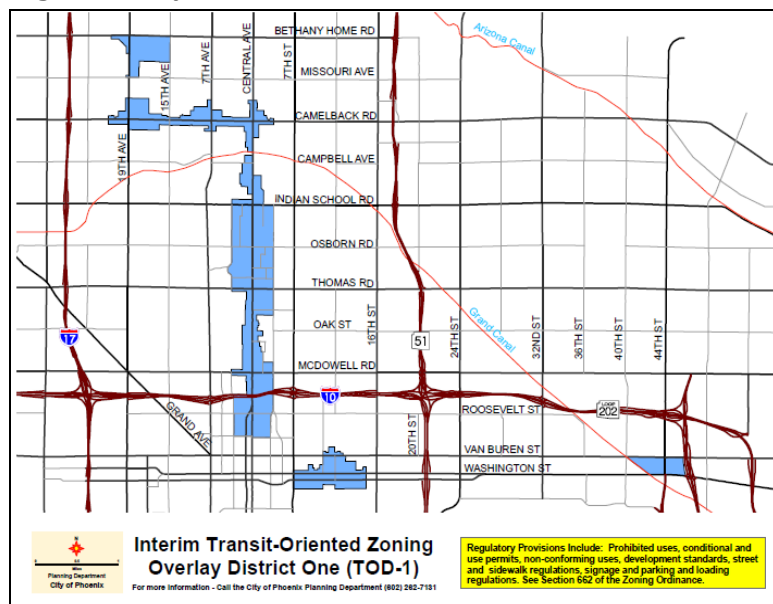 BETHANY HOME RD
MISSOURI AVE
CAMELBACK RD
CAMPBELL AVE
INDIAN SCHOOL RD
OSBORN RD
THOMAS RD
OAK ST
MCDOWELL RD
ROOSEVELT ST
VAN BUREN ST
WASHINGTON ST
19TH AVE
15TH AVE
7TH AVE
CENTRAL AVE
7TH ST
16TH ST
20TH ST
24TH ST
32ND ST
36TH ST
40TH ST
44TH ST
GRAND AVE
Arizona Canal
Grand Canal
17
10
51
LOOP
202
N
Mile
Planning Department
City of Phoenix
Interim Transit-Oriented Zoning
Overlay District One (TOD-1)
For more information - Call the City of Phoenix Planning Department (602) 262-7131
Regulatory Provisions Include: Prohibited uses, conditional and
use permits, non-conforming uses, development standards, street
and sidewalk regulations, signage and parking and loading
regulations. See Section 662 of the Zoning Ordinance.